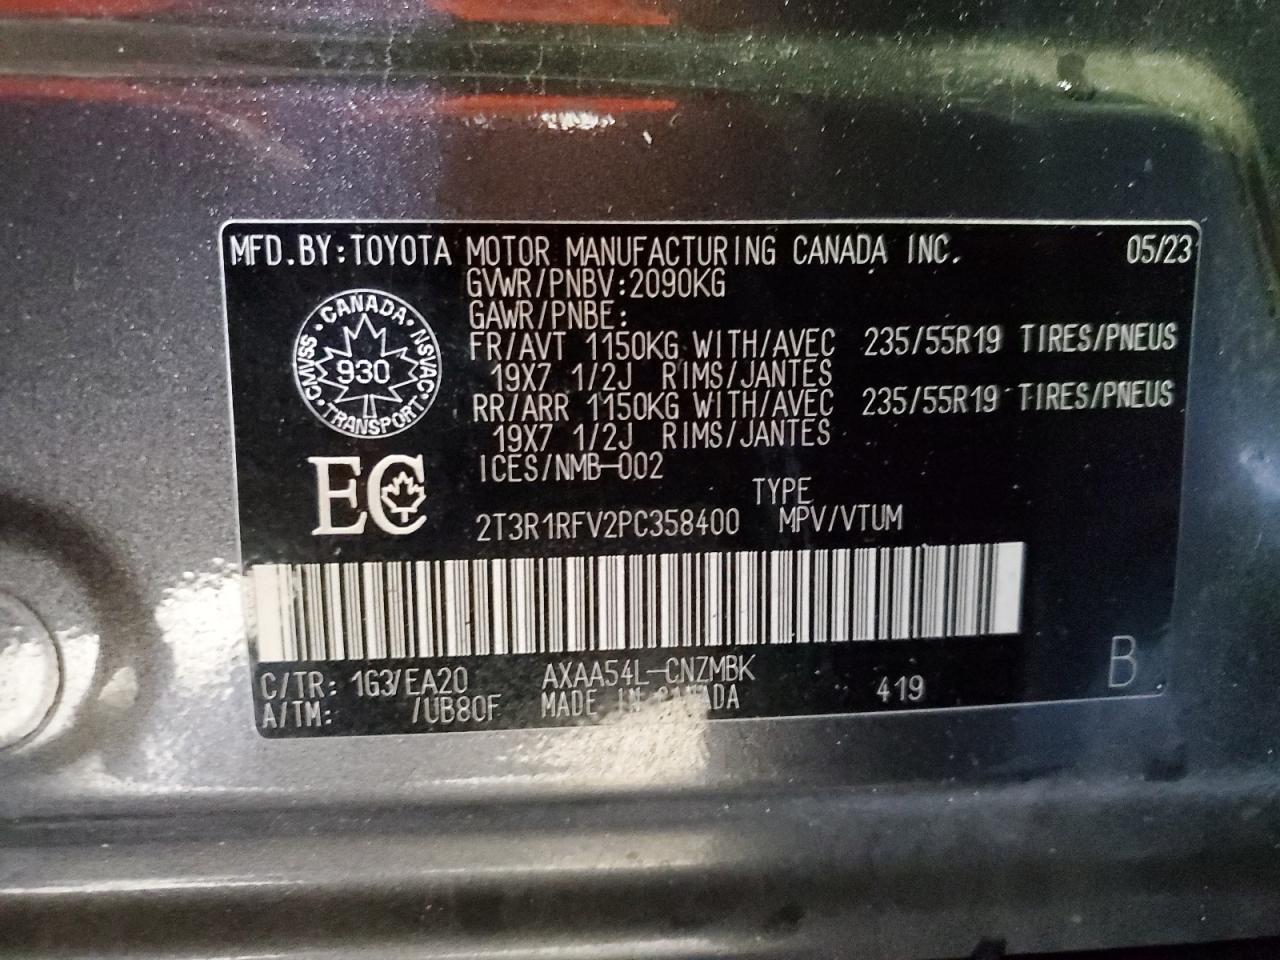 MFD.BY:TOYOTA MOTOR MANUFACTURING CANADA INC. 05/23
GVWR/PNBV:2090KG
GAWR/PNBE:
FR/AVT 1150KG WITH/AVEC 235/55R19 TIRES/PNEUS
19X7 1/2J RIMS/JANTES
RR/ARR 1150KG WITH/AVEC 235/55R19 TIRES/PNEUS
19X7 1/2J RIMS/JANTES
ICES/NMB-002
CANADA
CMVSS · NSVAC
930
TRANSPORT
EC
TYPE
2T3R1RFV2PC358400 MPV/VTUM
C/TR: 1G3/EA20 AXAA54L-CNZMBK
A/TM: /UB80F MADE IN CANADA 419 B